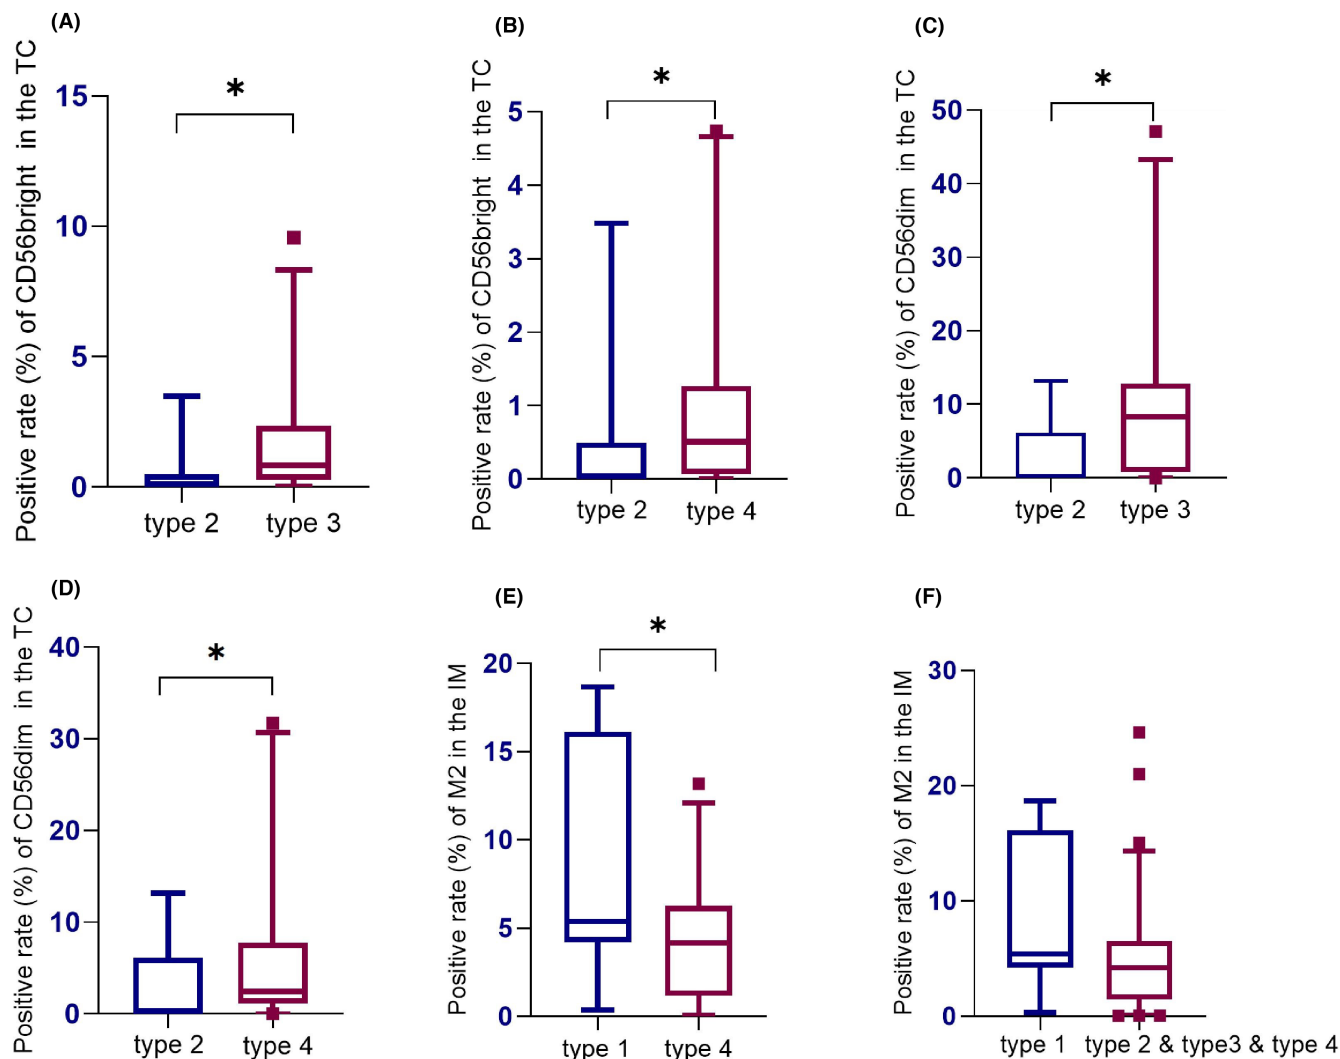 (A)
Positive rate (%) of CD56bright in the TC
15
10
5
0
*
type 2
type 3
(B)
Positive rate (%) of CD56bright in the TC
5
4
3
2
1
0
*
type 2
type 4
(C)
Positive rate (%) of CD56dim in the TC
50
40
30
20
10
0
*
type 2
type 3
(D)
Positive rate (%) of CD56dim in the TC
40
30
20
10
0
*
type 2
type 4
(E)
Positive rate (%) of M2 in the IM
20
15
10
5
0
*
type 1
type 4
(F)
Positive rate (%) of M2 in the IM
30
20
10
0
type 1
type 2 & type3 & type 4